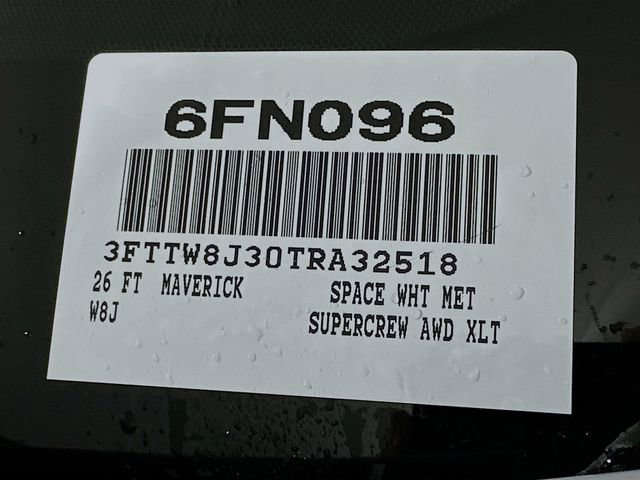 6FN096
3FTTW8J30TRA32518
26 FT MAVERICK SPACE WHT MET
W8J SUPERCREW AWD XLT